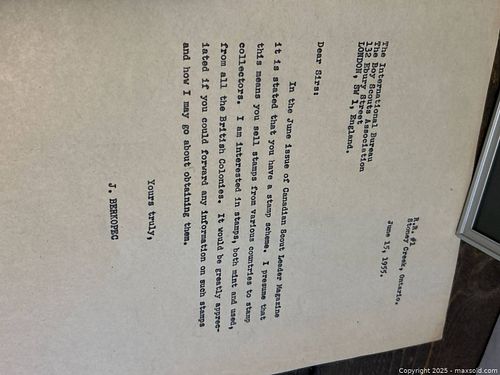 R.R. #1
Stoney Creek, Ontario.
June 15, 1955.
The International Bureau
The Boy Scouts Association
132 Ebury Street
LONDON, SW 1, England.
Dear Sirs:
In the June issue of Canadian Scout Leader Magazine
it is stated that you have a stamp scheme. I presume that
this means you sell stamps from various countries to stamp
collectors. I am interested in stamps, both mint and used,
from all the British Colonies. It would be greatly apprec-
iated if you could forward any information on such stamps
and how I may go about obtaining them.
Yours truly,
J. BERKOPEC
Copyright 2025 - maxsold.com